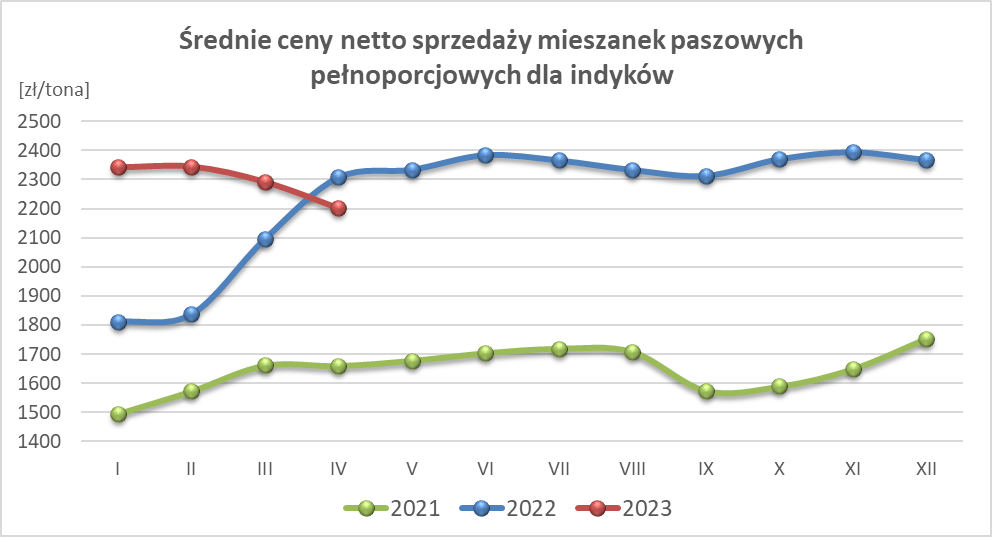 Średnie ceny netto sprzedaży mieszanek paszowych
pełnoporcjowych dla indyków
[zł/tona]
2500
2400
2300
2200
2100
2000
1900
1800
1700
1600
1500
1400
I II III IV V VI VII VIII IX X XI XII
2021 2022 2023